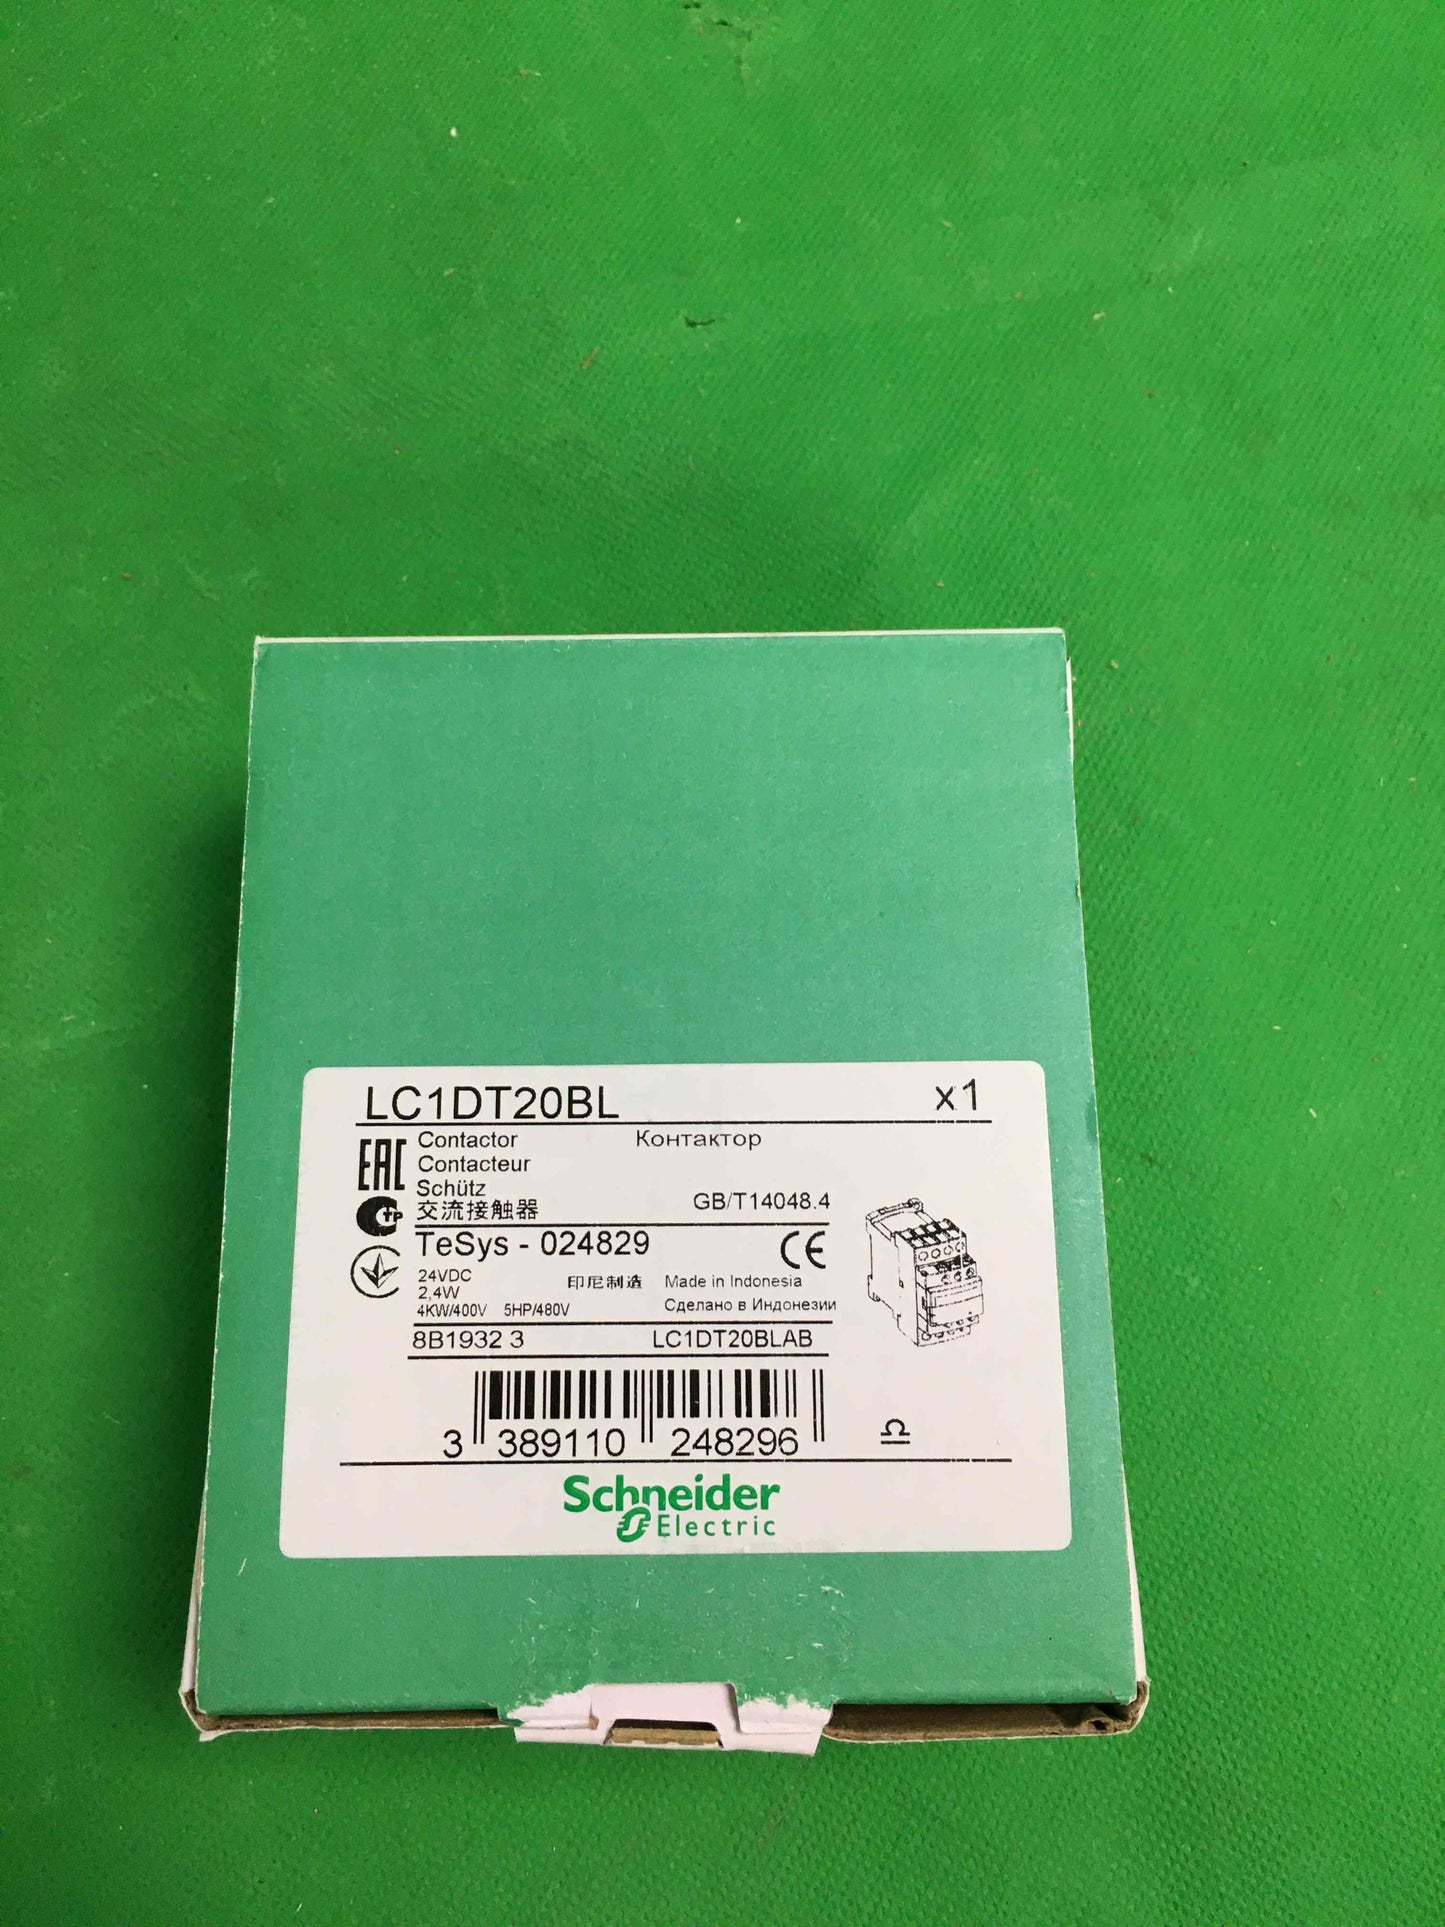 LC1DT20BL x1
EAC Contactor Контактор
Contacteur
Schütz
交流接触器 GB/T14048.4
TeSys - 024829 CE
24VDC 印尼制造 Made in Indonesia
2,4W
4KW/400V 5HP/480V Сделано в Индонезии
8B1932 3 LC1DT20BLAB
3 389110 248296
Schneider
Electric